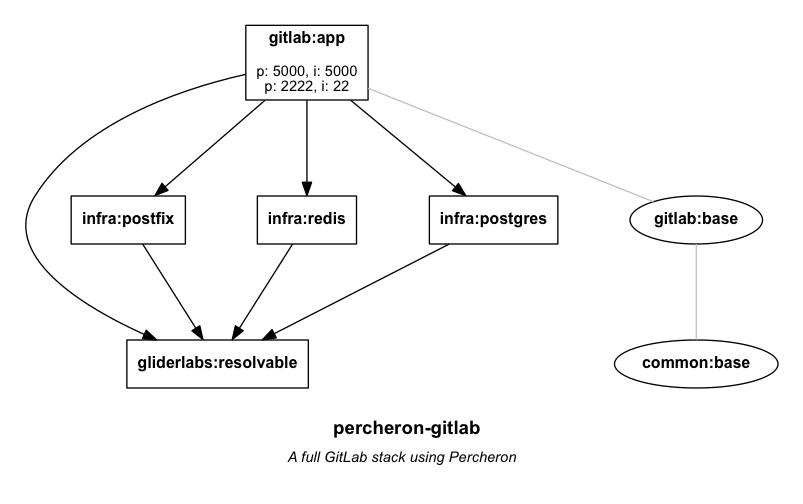 gitlab:app
p: 5000, i: 5000
p: 2222, i: 22
infra:postfix
infra:redis
infra:postgres
gitlab:base
gliderlabs:resolvable
common:base
percheron-gitlab
A full GitLab stack using Percheron